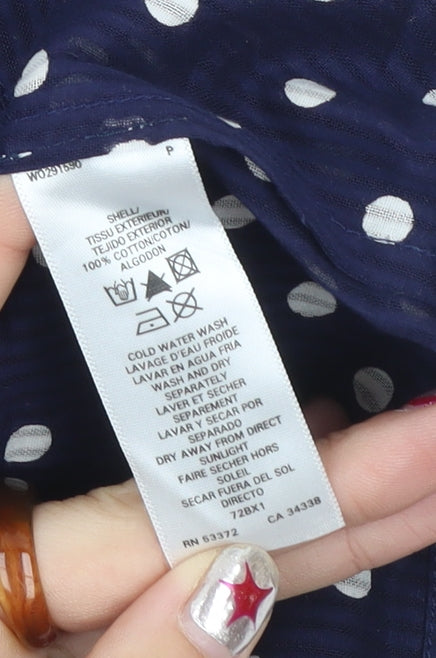 W0291590 P
SHELL/
TISSU EXTERIEUR/
TEJIDO EXTERIOR
100% COTTON/COTON/
ALGODON
COLD WATER WASH
LAVAGE D'EAU FROIDE
LAVAR EN AGUA FRIA
WASH AND DRY
SEPARATELY
LAVER ET SECHER
SEPAREMENT
LAVAR Y SECAR POR
SEPARADO
DRY AWAY FROM DIRECT
SUNLIGHT
FAIRE SECHER HORS
SOLEIL
SECAR FUERA DEL SOL
DIRECTO
72BX1
RN 53372 CA 34338